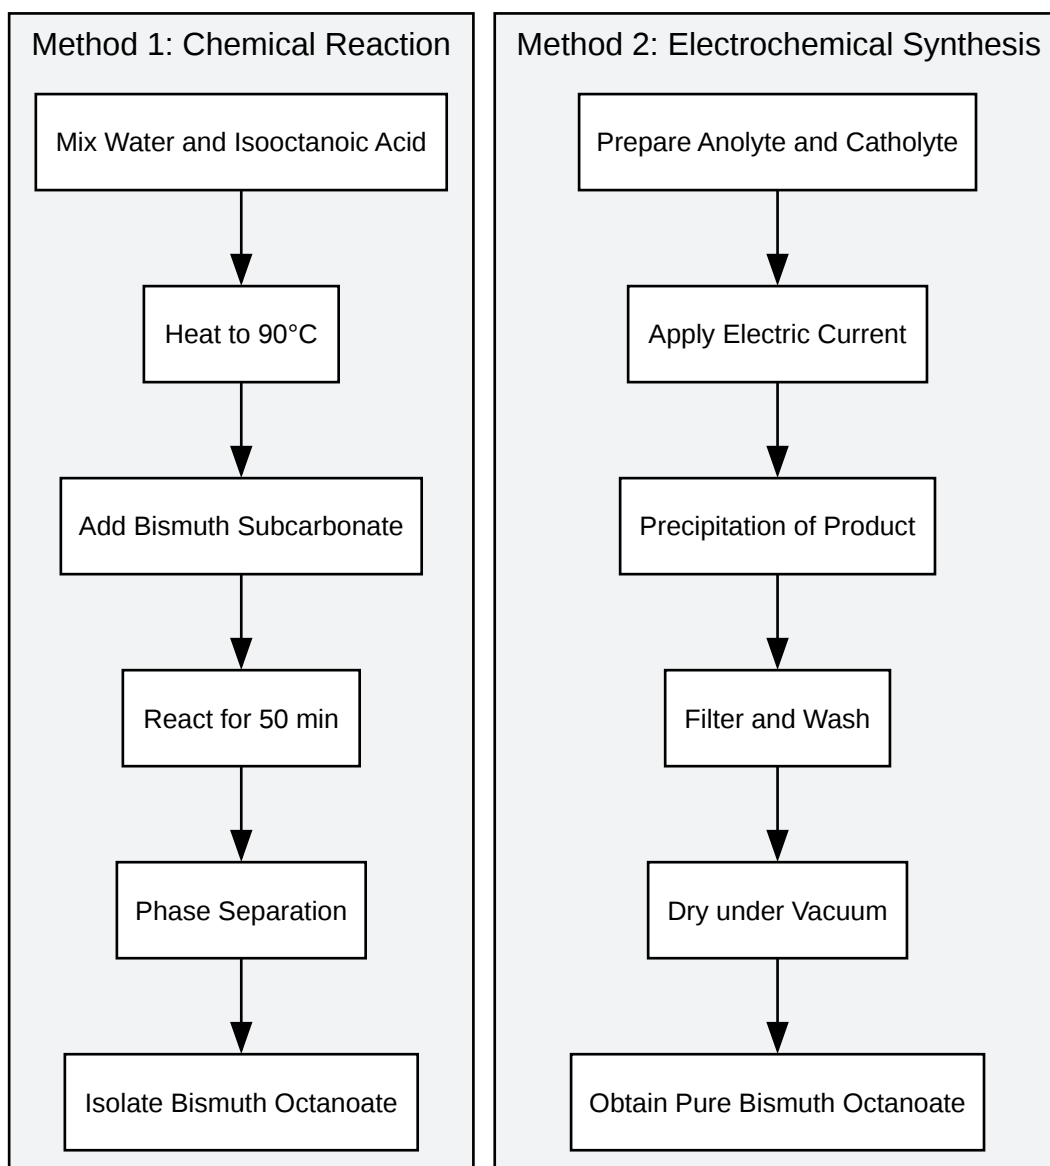 Method 1: Chemical Reaction
Mix Water and Isooctanoic Acid
Heat to 90°C
Add Bismuth Subcarbonate
React for 50 min
Phase Separation
Isolate Bismuth Octanoate
Method 2: Electrochemical Synthesis
Prepare Anolyte and Catholyte
Apply Electric Current
Precipitation of Product
Filter and Wash
Dry under Vacuum
Obtain Pure Bismuth Octanoate